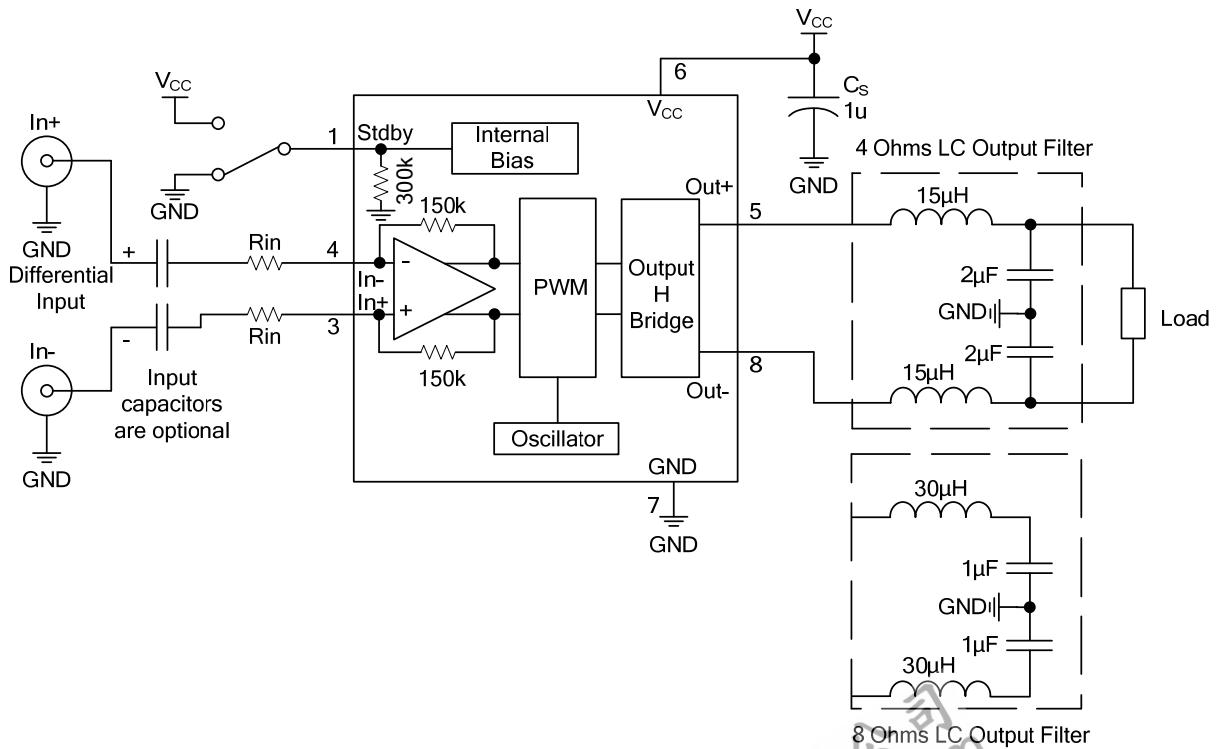 VCC
6
VCC
CS
1u
GND
VCC
In+
GND
Differential
Input
GND
1
Stdby
300k
Internal
Bias
4 Ohms LC Output Filter
15µH
2µF
GND
2µF
15µH
Load
Out+
5
Output
H
Bridge
8
Out-
150k
PWM
+
Rin
4
In-
-
In+
+
3
Rin
-
150k
Oscillator
In-
GND
Input
capacitors
are optional
GND
7
GND
30µH
1µF
GND
1µF
30µH
8 Ohms LC Output Filter
司